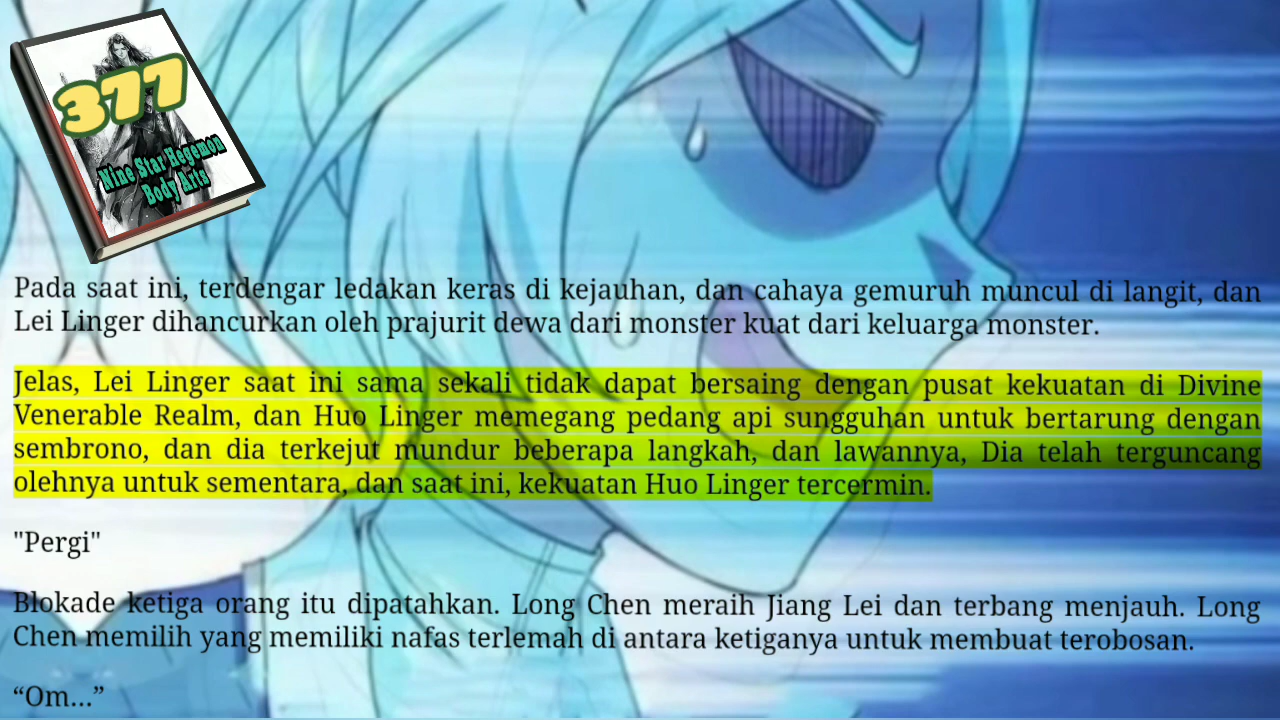 377
Nine Star Hegemon
Body Arts
Pada saat ini, terdengar ledakan keras di kejauhan, dan cahaya gemuruh muncul di langit, dan
Lei Linger dihancurkan oleh prajurit dewa dari monster kuat dari keluarga monster.
Jelas, Lei Linger saat ini sama sekali tidak dapat bersaing dengan pusat kekuatan di Divine
Venerable Realm, dan Huo Linger memegang pedang api sungguhan untuk bertarung dengan
sembrono, dan dia terkejut mundur beberapa langkah, dan lawannya, Dia telah terguncang
olehnya untuk sementara, dan saat ini, kekuatan Huo Linger tercermin.
"Pergi"
Blokade ketiga orang itu dipatahkan. Long Chen meraih Jiang Lei dan terbang menjauh. Long
Chen memilih yang memiliki nafas terlemah di antara ketiganya untuk membuat terobosan.
“Om...”